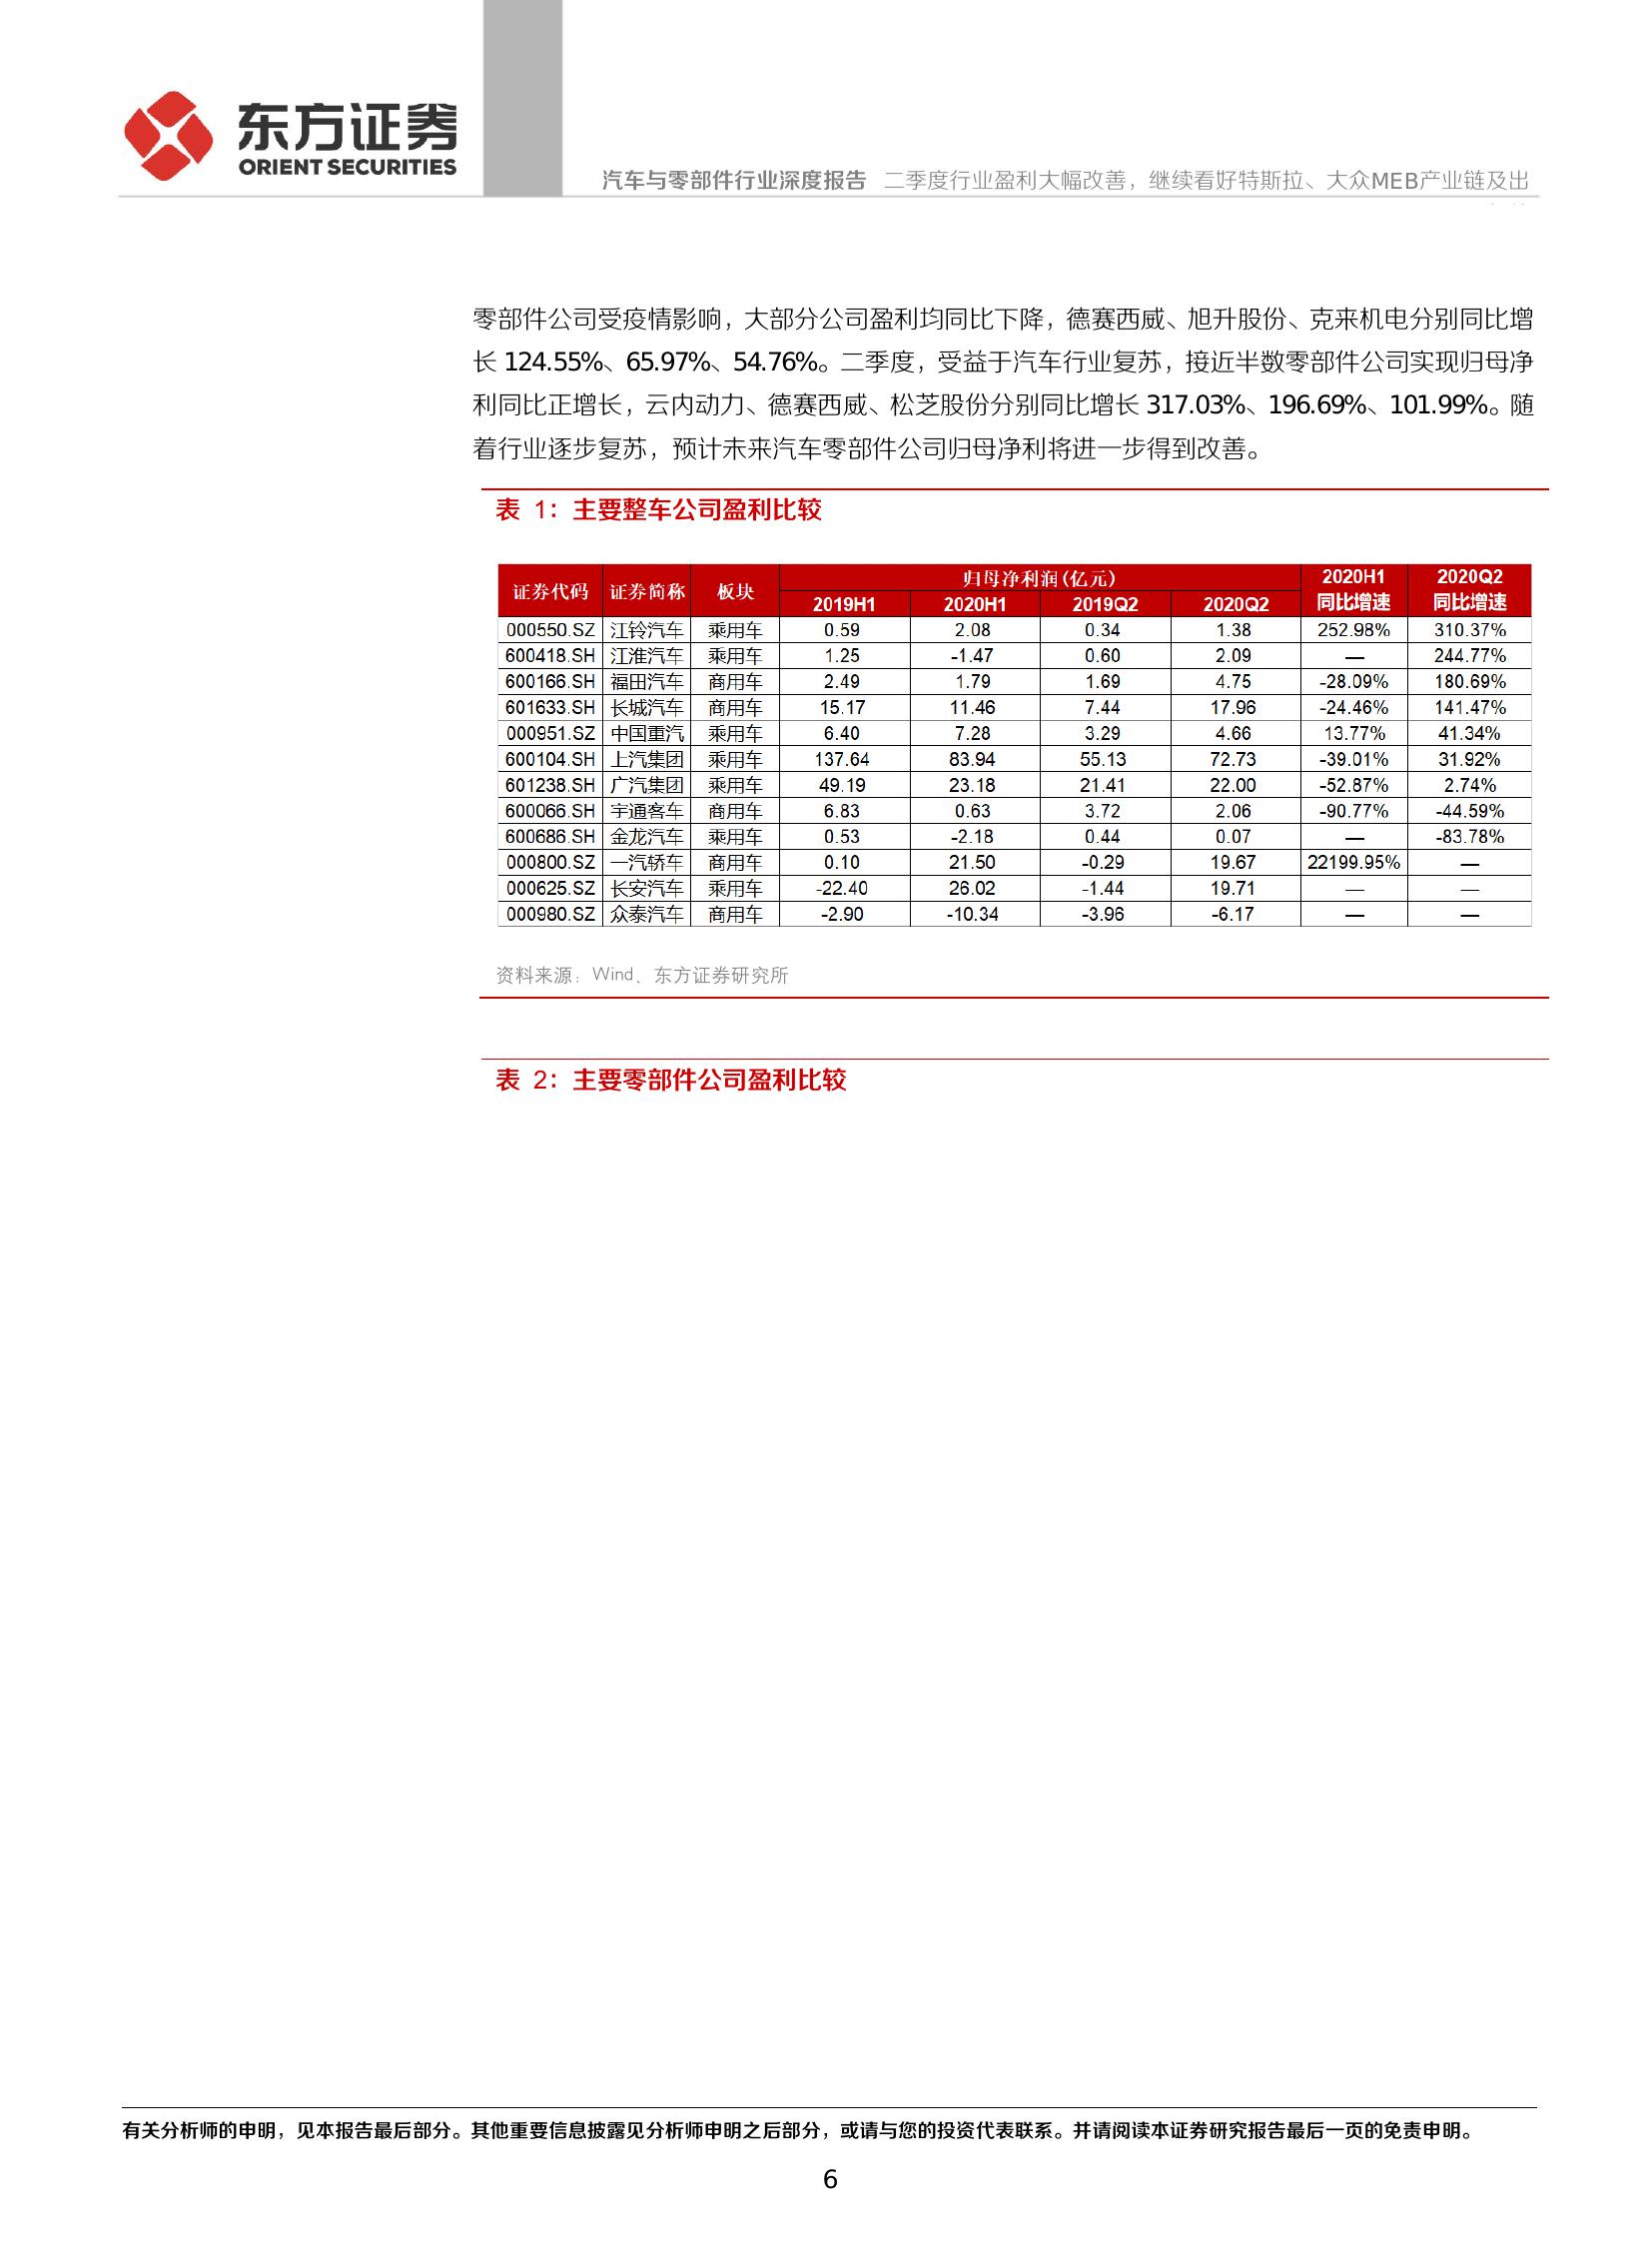 东方证券
ORIENT SECURITIES
汽车与零部件行业深度报告 二季度行业盈利大幅改善，继续看好特斯拉、大众MEB产业链及出
零部件公司受疫情影响，大部分公司盈利均同比下降，德赛西威、旭升股份、克来机电分别同比增
长 124.55%、65.97%、54.76%。二季度，受益于汽车行业复苏，接近半数零部件公司实现归母净
利同比正增长，云内动力、德赛西威、松芝股份分别同比增长 317.03%、196.69%、101.99%。随
着行业逐步复苏，预计未来汽车零部件公司归母净利将进一步得到改善。
表 1：主要整车公司盈利比较
证券代码 证券简称 板块 归母净利润(亿元) 2020H1 同比增速 2020Q2 同比增速
2019H1 2020H1 2019Q2 2020Q2
000550.SZ 江铃汽车 乘用车 0.59 2.08 0.34 1.38 252.98% 310.37%
600418.SH 江淮汽车 乘用车 1.25 -1.47 0.60 2.09 — 244.77%
600166.SH 福田汽车 商用车 2.49 1.79 1.69 4.75 -28.09% 180.69%
601633.SH 长城汽车 商用车 15.17 11.46 7.44 17.96 -24.46% 141.47%
000951.SZ 中国重汽 乘用车 6.40 7.28 3.29 4.66 13.77% 41.34%
600104.SH 上汽集团 乘用车 137.64 83.94 55.13 72.73 -39.01% 31.92%
601238.SH 广汽集团 乘用车 49.19 23.18 21.41 22.00 -52.87% 2.74%
600066.SH 宇通客车 商用车 6.83 0.63 3.72 2.06 -90.77% -44.59%
600686.SH 金龙汽车 乘用车 0.53 -2.18 0.44 0.07 — -83.78%
000800.SZ 一汽轿车 商用车 0.10 21.50 -0.29 19.67 22199.95% —
000625.SZ 长安汽车 乘用车 -22.40 26.02 -1.44 19.71 — —
000980.SZ 众泰汽车 商用车 -2.90 -10.34 -3.96 -6.17 — —
资料来源：Wind、东方证券研究所
表 2：主要零部件公司盈利比较
有关分析师的申明，见本报告最后部分。其他重要信息披露见分析师申明之后部分，或请与您的投资代表联系。并请阅读本证券研究报告最后一页的免责申明。
6